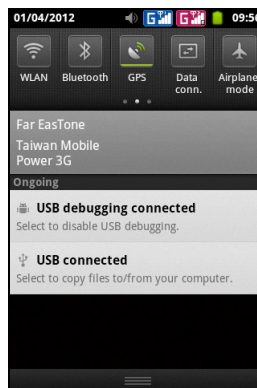 01/04/2012 G G 09:56
WLAN Bluetooth GPS Data conn. Airplane mode
Far EasTone
Taiwan Mobile
Power 3G
Ongoing
USB debugging connected
Select to disable USB debugging.
USB connected
Select to copy files to/from your computer.